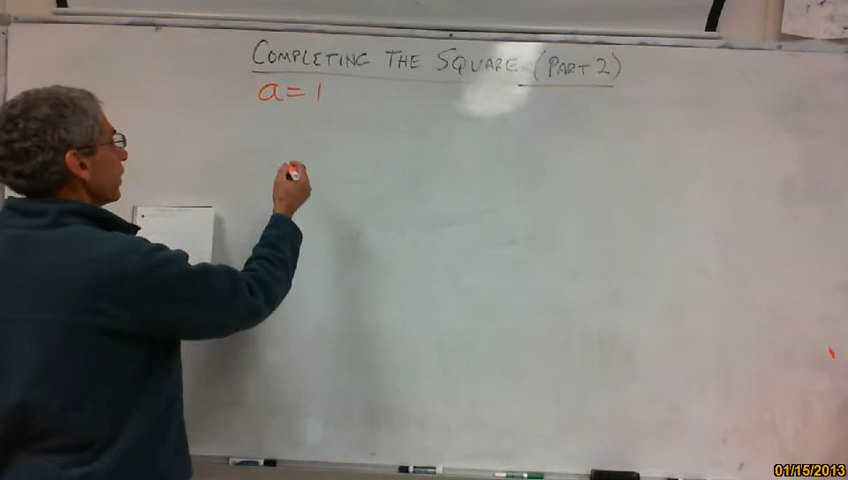 COMPLETING THE SQUARE (PART 2)
a = 1
01/15/2013